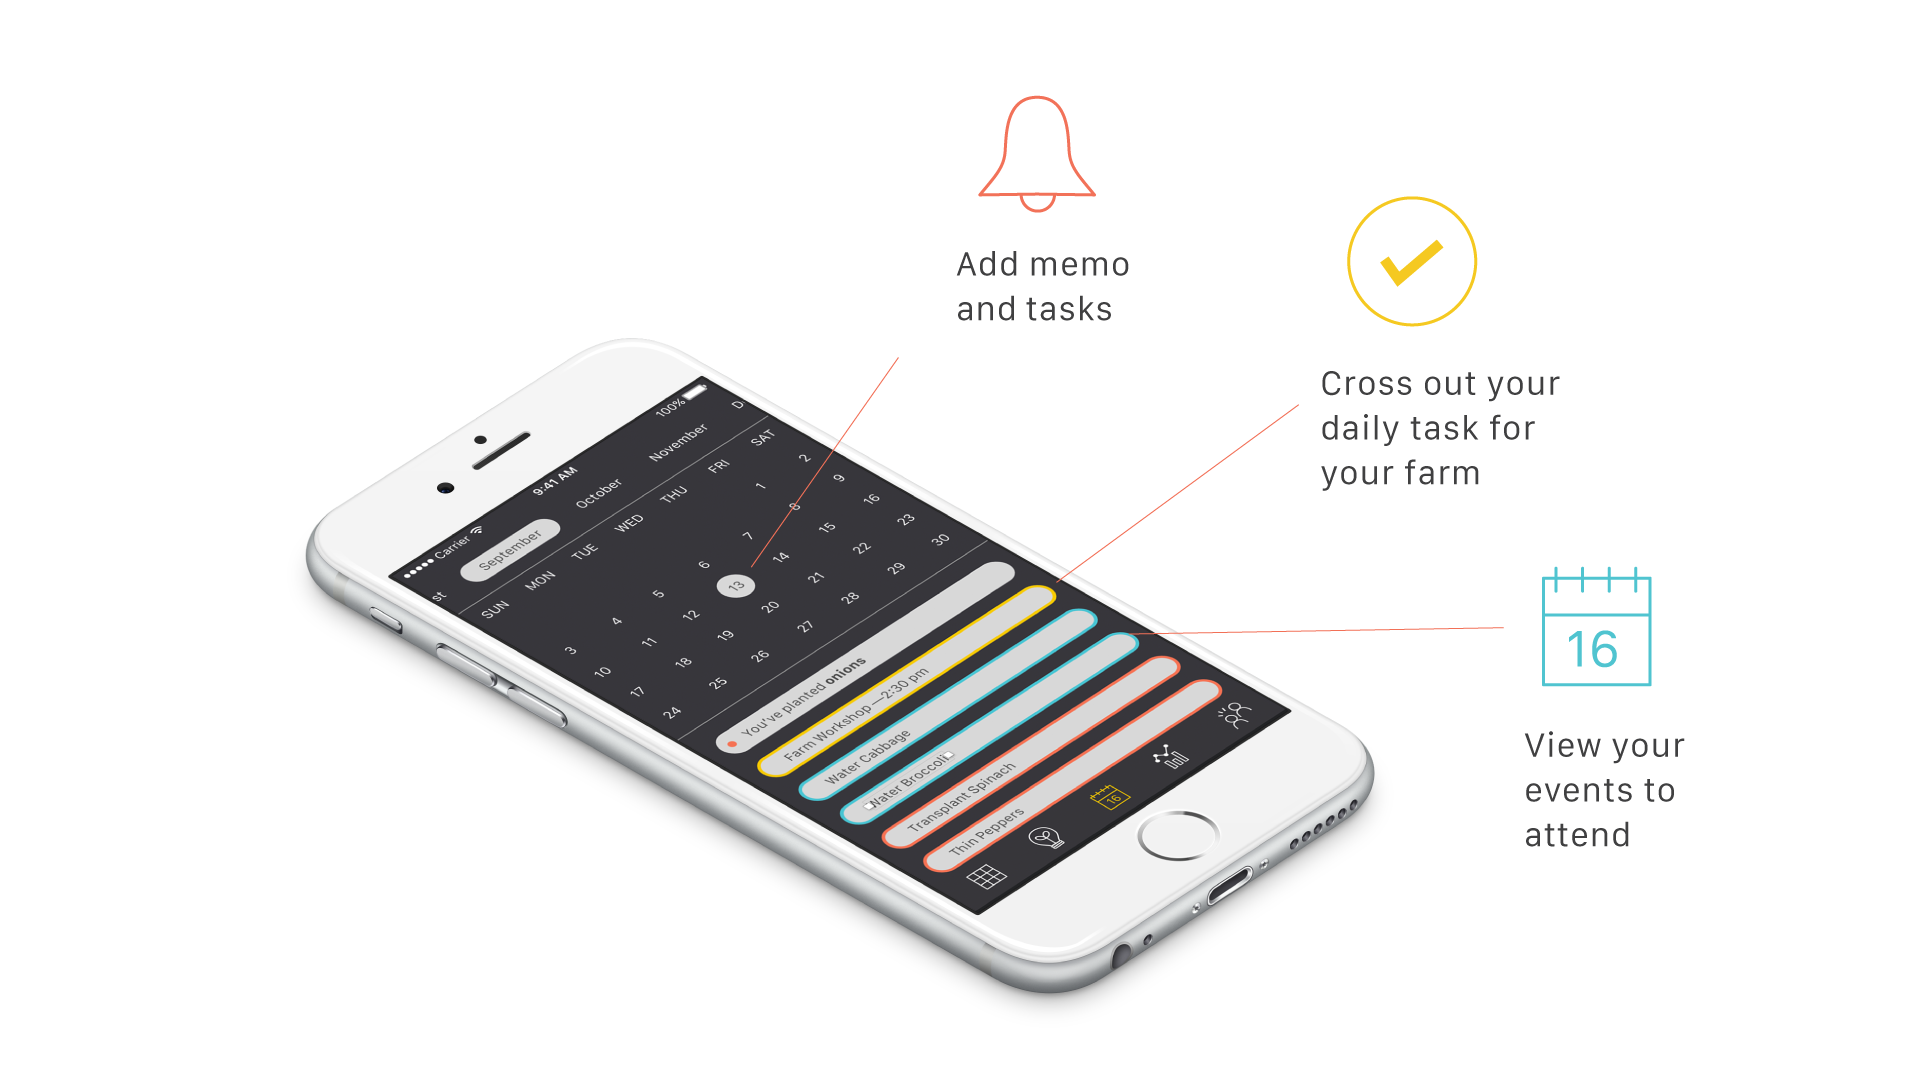 Add memo
and tasks
Cross out your
daily task for
your farm
16
View your
events to
attend
Carrier 9:41 AM 100%
st September October November D
SUN MON TUE WED THU FRI SAT
1 2
3 4 5 6 7 8 9
10 11 12 13 14 15 16
17 18 19 20 21 22 23
24 25 26 27 28 29 30
You've planted onions
Farm Workshop —2:30 pm
Water Cabbage
Water Broccoli
Transplant Spinach
Thin Peppers
16